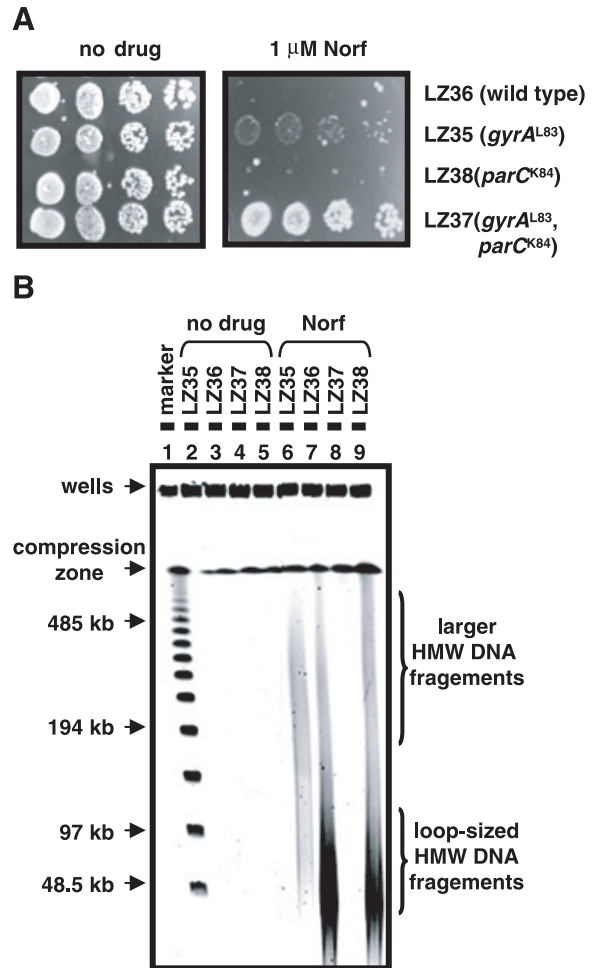 A
no drug
1 μM Norf
LZ36 (wild type)
LZ35 (gyrA^L83)
LZ38(parC^K84)
LZ37(gyrA^L83,
parC^K84)
B
no drug
Norf
marker
LZ35
LZ36
LZ37
LZ38
LZ35
LZ36
LZ37
LZ38
1 2 3 4 5 6 7 8 9
wells
compression
zone
485 kb
194 kb
97 kb
48.5 kb
larger
HMW DNA
fragements
loop-sized
HMW DNA
fragements